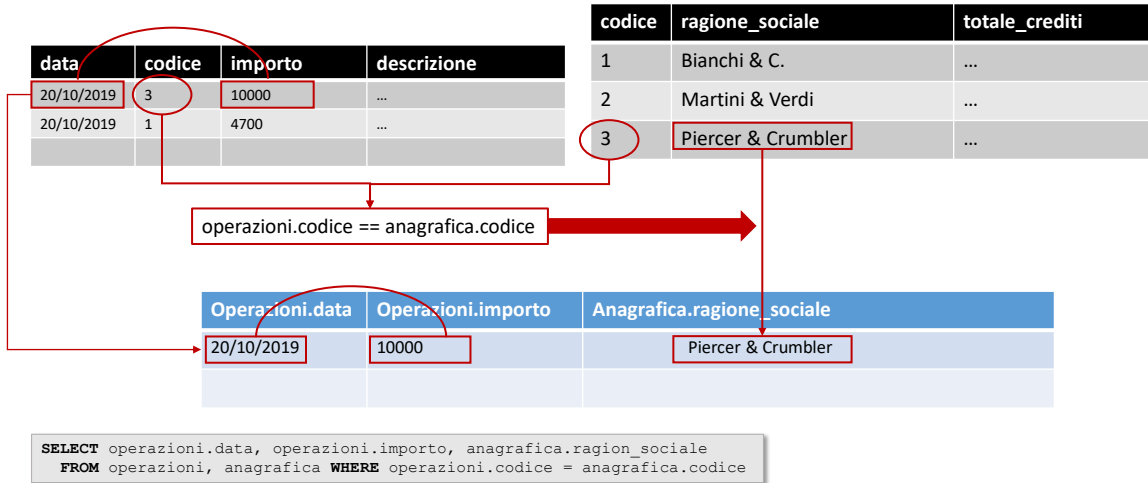 data codice importo descrizione
20/10/2019 3 10000 ...
20/10/2019 1 4700 ...
codice ragione_sociale totale_crediti
1 Bianchi & C. ...
2 Martini & Verdi ...
3 Piercer & Crumbler ...
operazioni.codice == anagrafica.codice
Operazioni.data Operazioni.importo Anagrafica.ragione_sociale
20/10/2019 10000 Piercer & Crumbler
SELECT operazioni.data, operazioni.importo, anagrafica.ragion_sociale
FROM operazioni, anagrafica WHERE operazioni.codice = anagrafica.codice